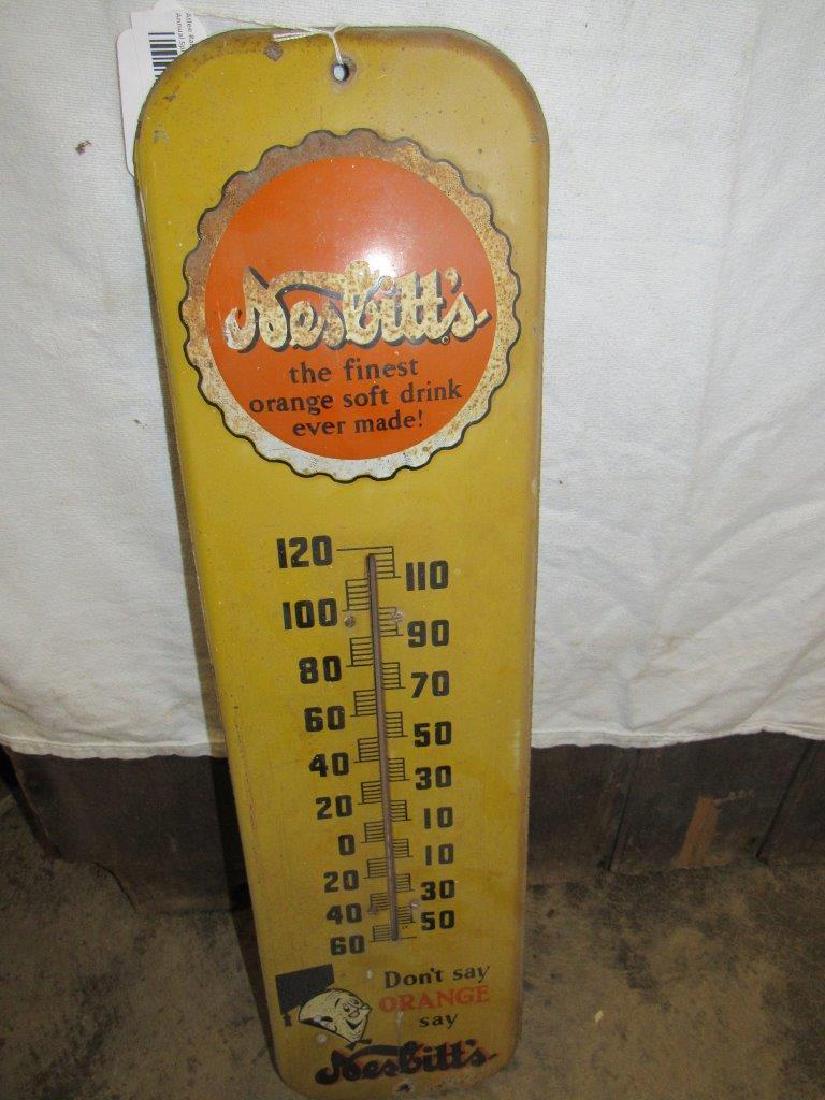 Nesbitt's
the finest
orange soft drink
ever made!
120
110
100
90
80
70
60
50
40
30
20
10
0
10
20
30
40
50
60
Don't say
ORANGE
say
Nesbitt's